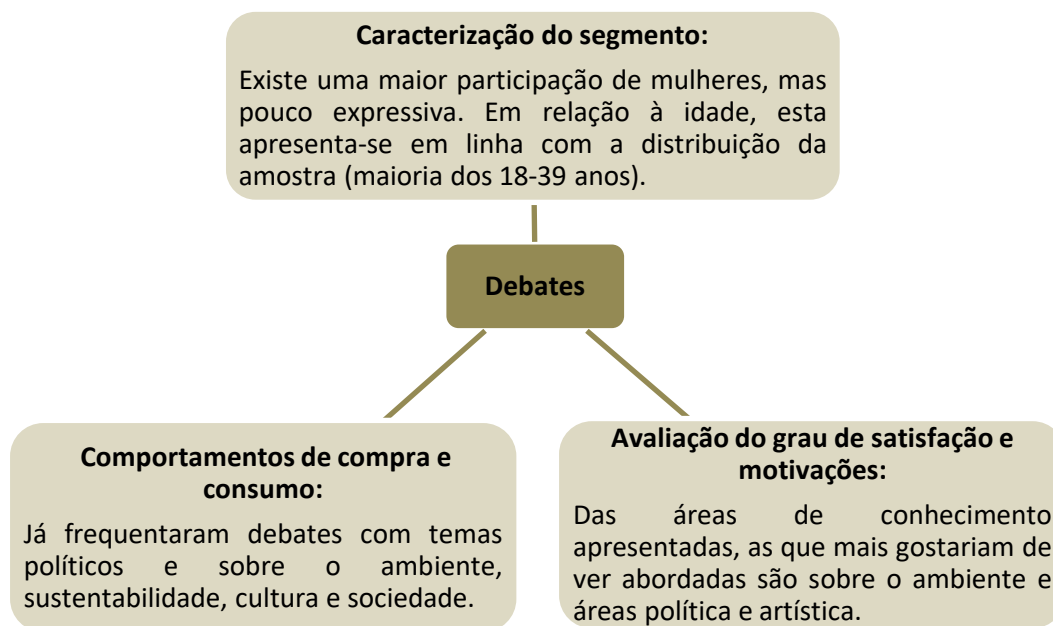 Caracterização do segmento:
Existe uma maior participação de mulheres, mas
pouco expressiva. Em relação à idade, esta
apresenta-se em linha com a distribuição da
amostra (maioria dos 18-39 anos).
Debates
Comportamentos de compra e
consumo:
Já frequentaram debates com temas
políticos e sobre o ambiente,
sustentabilidade, cultura e sociedade.
Avaliação do grau de satisfação e
motivações:
Das áreas de conhecimento
apresentadas, as que mais gostariam de
ver abordadas são sobre o ambiente e
áreas política e artística.